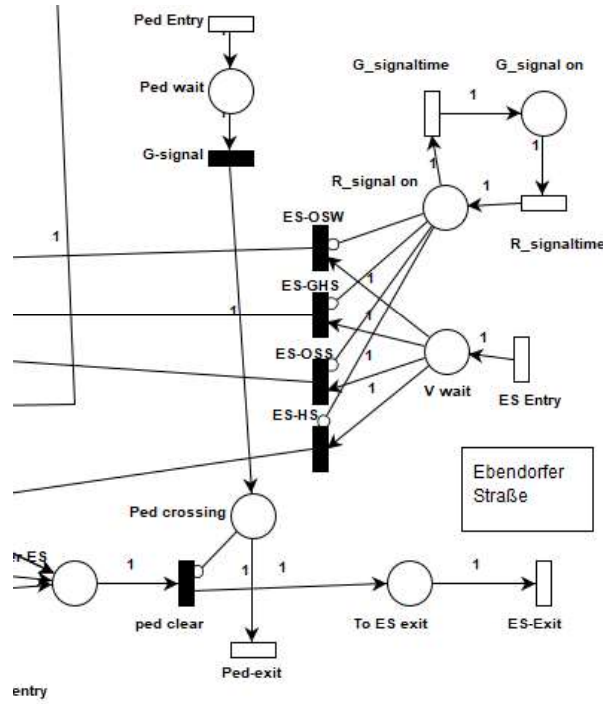 Ped Entry
Ped wait
G-signal
G_signaltime
G_signal on
1
1
1
R_signal on
1
R_signaltime
ES-OSW
1
1
ES-GHS
1
1
1
ES-OSS
1
1
V wait
ES Entry
ES-HS
Ebendorfer
Straße
Ped crossing
ES
1
1
1
1
ped clear
To ES exit
ES-Exit
Ped-exit
entry